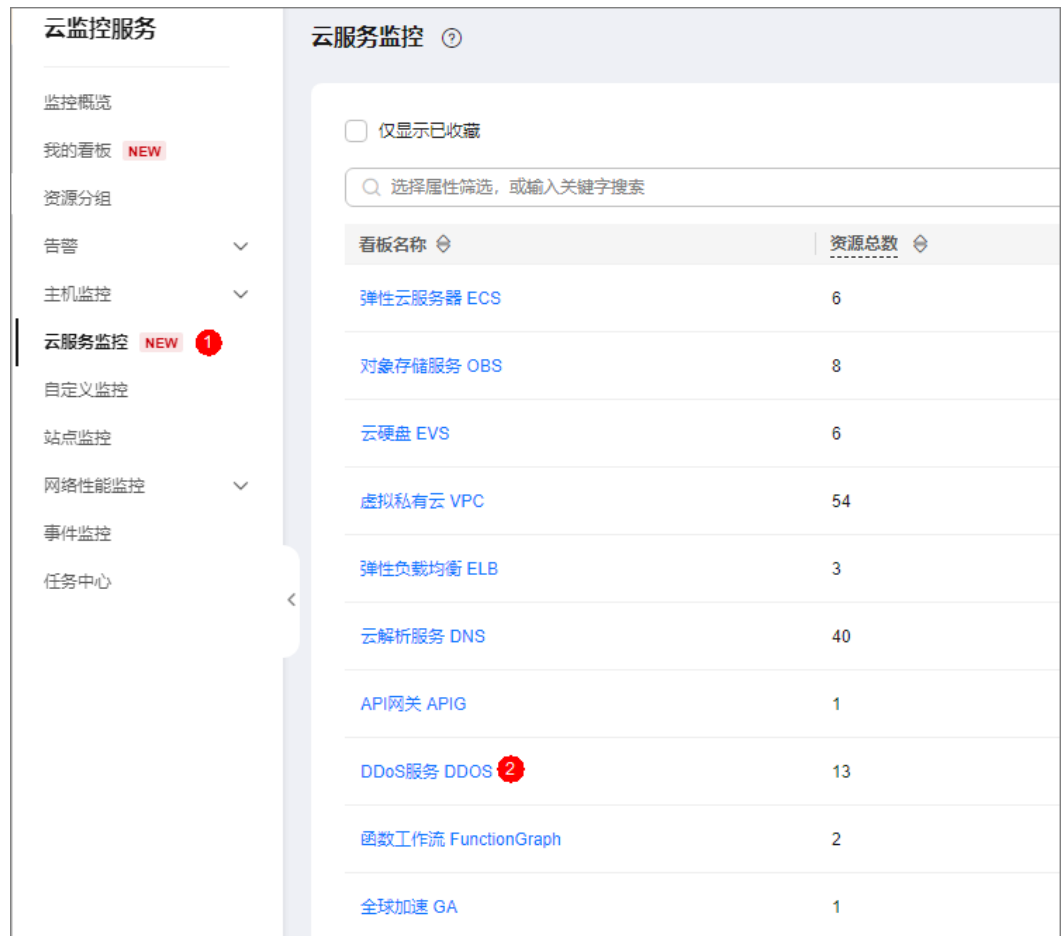 云监控服务
监控概览
我的看板 NEW
资源分组
告警
主机监控
云服务监控 NEW 1
自定义监控
站点监控
网络性能监控
事件监控
任务中心
云服务监控 ?
仅显示已收藏
选择属性筛选，或输入关键字搜索
看板名称 资源总数
弹性云服务器 ECS 6
对象存储服务 OBS 8
云硬盘 EVS 6
虚拟私有云 VPC 54
弹性负载均衡 ELB 3
云解析服务 DNS 40
API网关 APIG 1
DDoS服务 DDOS 2 13
函数工作流 FunctionGraph 2
全球加速 GA 1